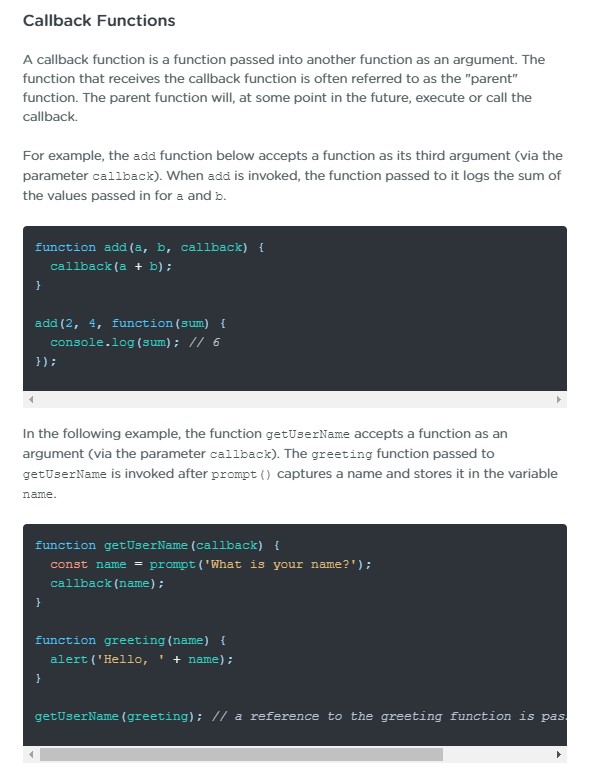 Callback Functions
A callback function is a function passed into another function as an argument. The
function that receives the callback function is often referred to as the "parent"
function. The parent function will, at some point in the future, execute or call the
callback.
For example, the add function below accepts a function as its third argument (via the
parameter callback). When add is invoked, the function passed to it logs the sum of
the values passed in for a and b.
function add(a, b, callback) {
  callback(a + b);
}
add(2, 4, function(sum) {
  console.log(sum); // 6
});
In the following example, the function getUserName accepts a function as an
argument (via the parameter callback). The greeting function passed to
getUserName is invoked after prompt() captures a name and stores it in the variable
name.
function getUserName(callback) {
  const name = prompt('What is your name?');
  callback(name);
}
function greeting(name) {
  alert('Hello, ' + name);
}
getUserName(greeting); // a reference to the greeting function is pas